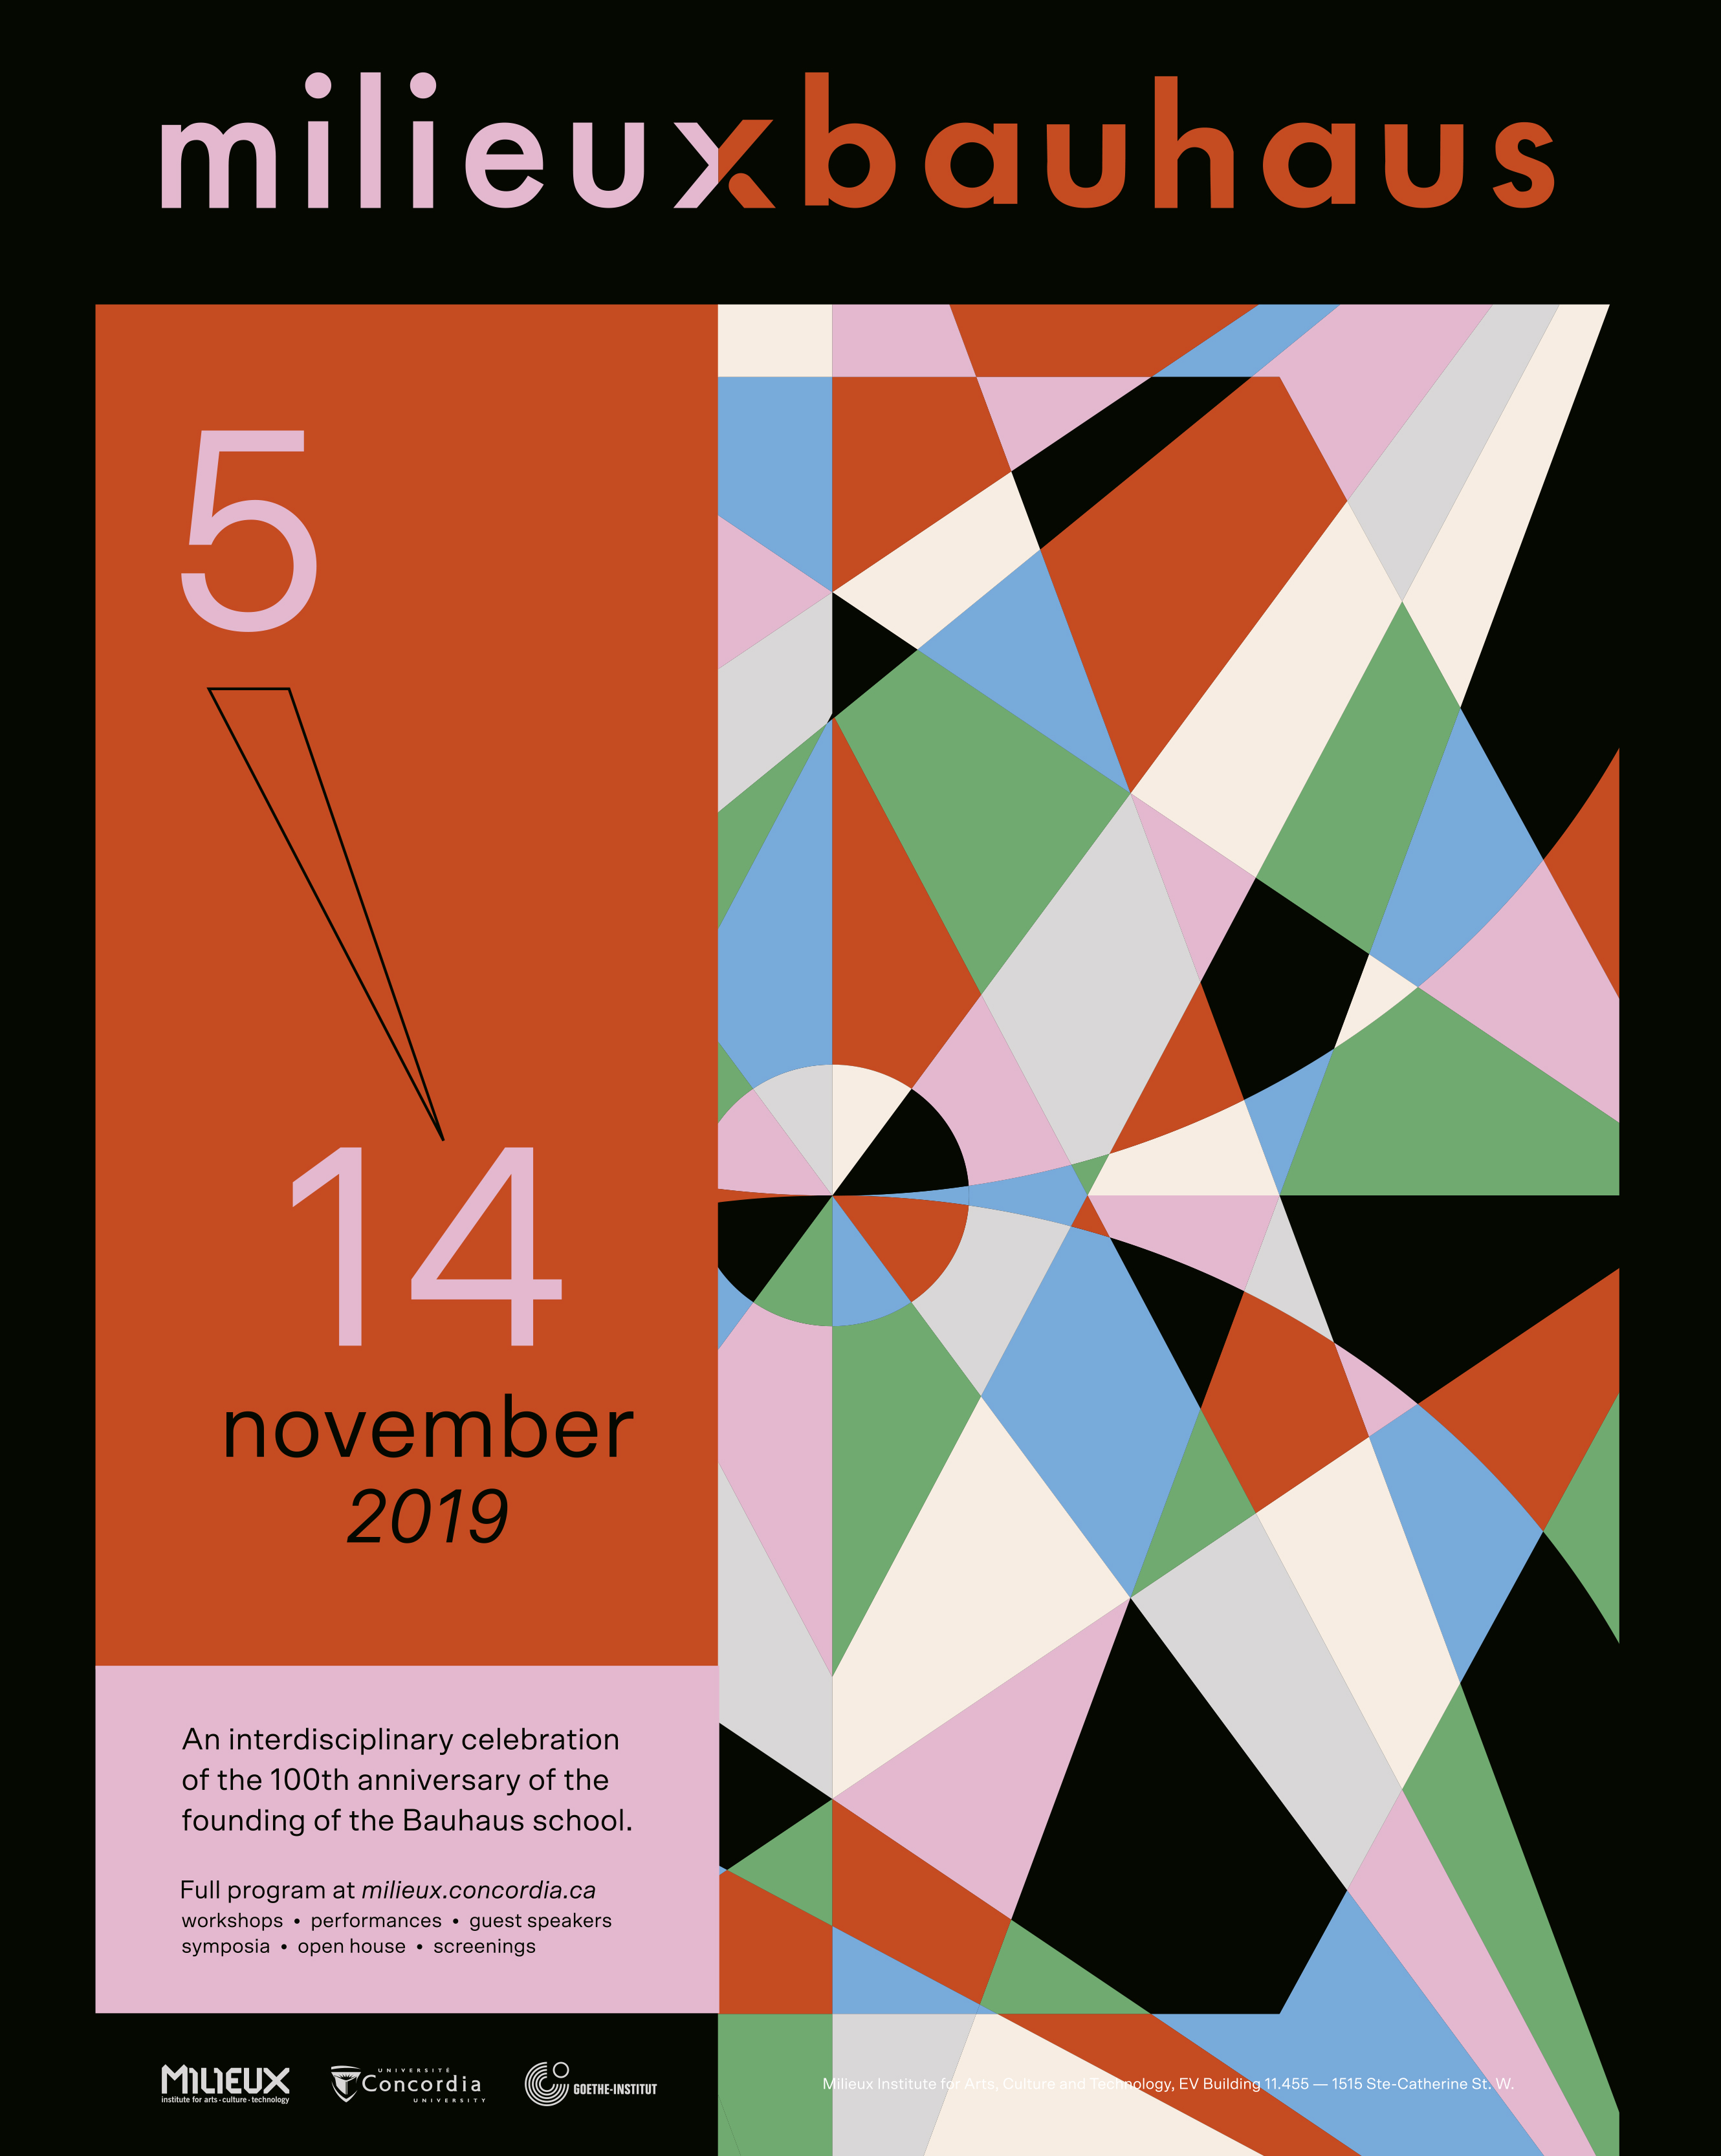 milieuxbauhaus
5
14
november
2019
An interdisciplinary celebration
of the 100th anniversary of the
founding of the Bauhaus school.
Full program at milieux.concordia.ca
workshops • performances • guest speakers
symposia • open house • screenings
MILIEUX
institute for arts · culture · technology
UNIVERSITÉ
Concordia
UNIVERSITY
GOETHE-INSTITUT
Milieux Institute for Arts, Culture and Technology, EV Building 11.455 — 1515 Ste-Catherine St. W.